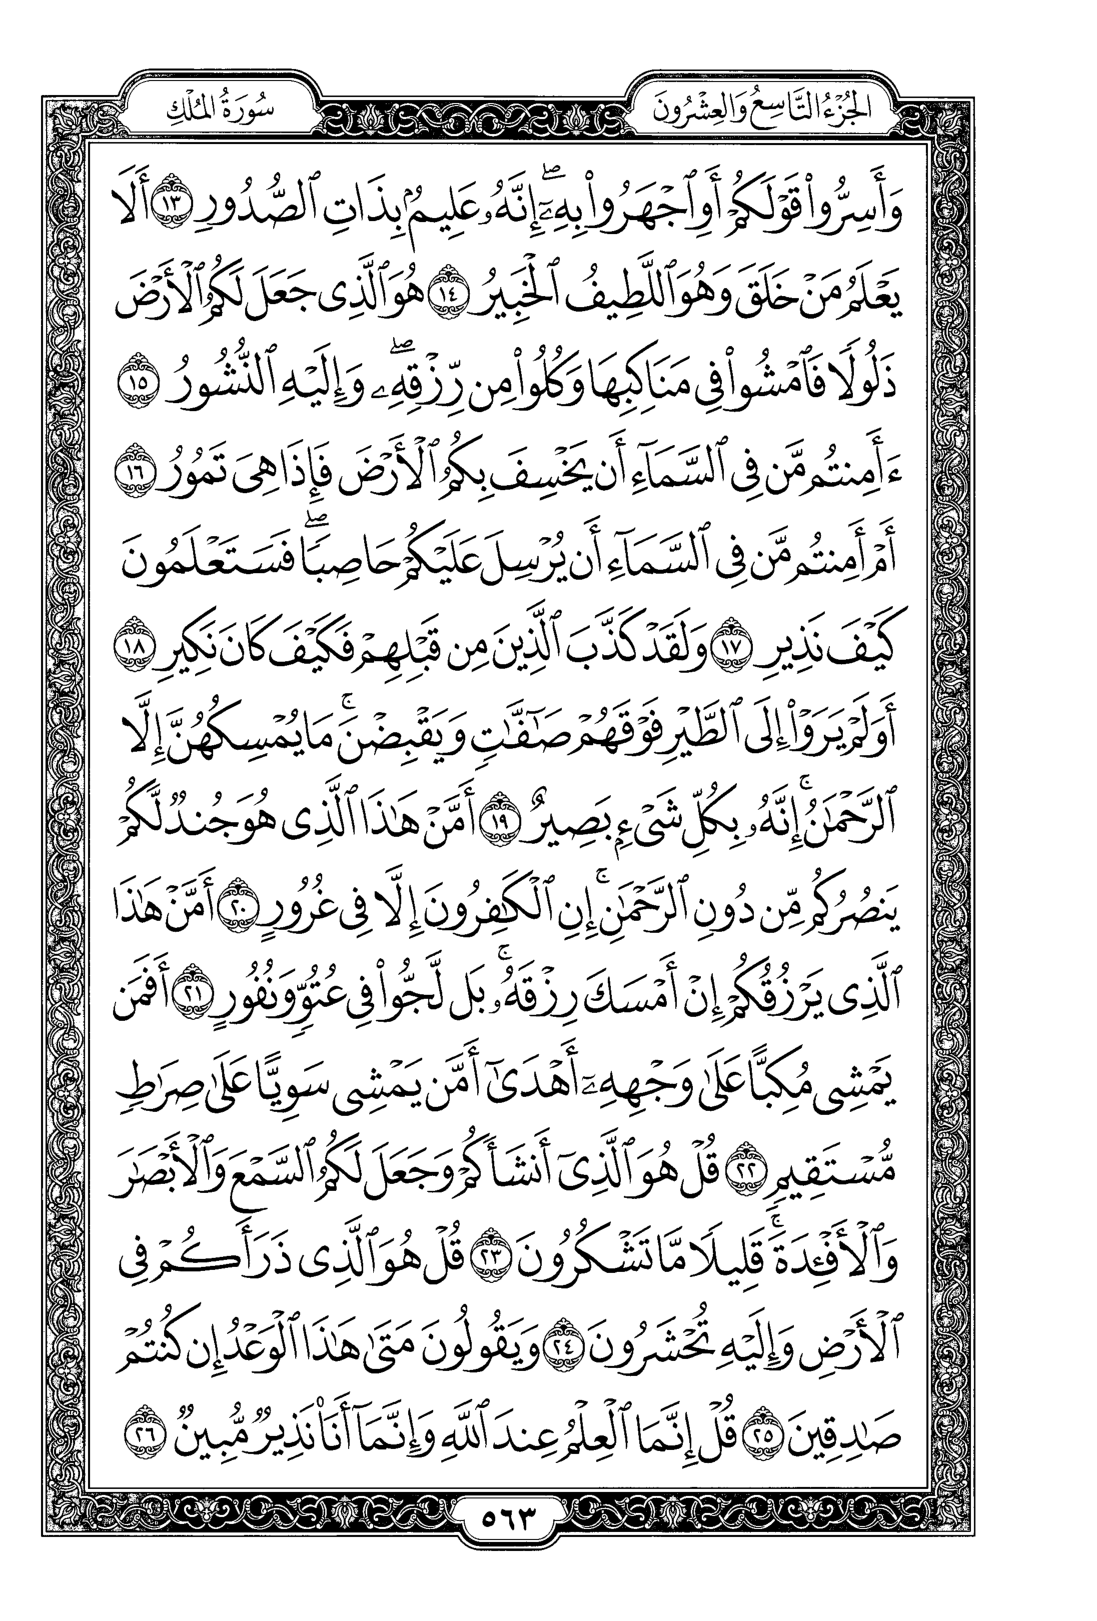 الجُزْءُ التَّاسِعُ وَالعِشْرُونَ
سُورَةُ المُلْكِ
وَأَسِرُّواْ قَوۡلَكُمۡ أَوِ ٱجۡهَرُواْ بِهِۦٓۖ إِنَّهُۥ عَلِيمُۢ بِذَاتِ ٱلصُّدُورِ ١٣ أَلَا
يَعۡلَمُ مَنۡ خَلَقَ وَهُوَ ٱللَّطِيفُ ٱلۡخَبِيرُ ١٤ هُوَ ٱلَّذِي جَعَلَ لَكُمُ ٱلۡأَرۡضَ
ذَلُولٗا فَٱمۡشُواْ فِي مَنَاكِبِهَا وَكُلُواْ مِن رِّزۡقِهِۦۖ وَإِلَيۡهِ ٱلنُّشُورُ ١٥
ءَأَمِنتُم مَّن فِي ٱلسَّمَآءِ أَن يَخۡسِفَ بِكُمُ ٱلۡأَرۡضَ فَإِذَا هِيَ تَمُورُ ١٦
أَمۡ أَمِنتُم مَّن فِي ٱلسَّمَآءِ أَن يُرۡسِلَ عَلَيۡكُمۡ حَاصِبٗاۖ فَسَتَعۡلَمُونَ
كَيۡفَ نَذِيرِ ١٧ وَلَقَدۡ كَذَّبَ ٱلَّذِينَ مِن قَبۡلِهِمۡ فَكَيۡفَ كَانَ نَكِيرِ ١٨
أَوَلَمۡ يَرَوۡاْ إِلَى ٱلطَّيۡرِ فَوۡقَهُمۡ صَٰٓفَّٰتٖ وَيَقۡبِضۡنَۚ مَا يُمۡسِكُهُنَّ إِلَّا
ٱلرَّحۡمَٰنُۚ إِنَّهُۥ بِكُلِّ شَيۡءِۭ بَصِيرٌ ١٩ أَمَّنۡ هَٰذَا ٱلَّذِي هُوَ جُندٞ لَّكُمۡ
يَنصُرُكُم مِّن دُونِ ٱلرَّحۡمَٰنِۚ إِنِ ٱلۡكَٰفِرُونَ إِلَّا فِي غُرُورٍ ٢٠ أَمَّنۡ هَٰذَا
ٱلَّذِي يَرۡزُقُكُمۡ إِنۡ أَمۡسَكَ رِزۡقَهُۥۚ بَل لَّجُّواْ فِي عُتُوّٖ وَنُفُورٍ ٢١ أَفَمَن
يَمۡشِي مُكِبًّا عَلَىٰ وَجۡهِهِۦٓ أَهۡدَىٰٓ أَمَّن يَمۡشِي سَوِيًّا عَلَىٰ صِرَٰطٖ
مُّسۡتَقِيمٖ ٢٢ قُلۡ هُوَ ٱلَّذِيٓ أَنشَأَكُمۡ وَجَعَلَ لَكُمُ ٱلسَّمۡعَ وَٱلۡأَبۡصَٰرَ
وَٱلۡأَفۡـِٔدَةَۚ قَلِيلٗا مَّا تَشۡكُرُونَ ٢٣ قُلۡ هُوَ ٱلَّذِي ذَرَأَكُمۡ فِي
ٱلۡأَرۡضِ وَإِلَيۡهِ تُحۡشَرُونَ ٢٤ وَيَقُولُونَ مَتَىٰ هَٰذَا ٱلۡوَعۡدُ إِن كُنتُمۡ
صَٰدِقِينَ ٢٥ قُلۡ إِنَّمَا ٱلۡعِلۡمُ عِندَ ٱللَّهِ وَإِنَّمَآ أَنَا۠ نَذِيرٞ مُّبِينٞ ٢٦
٥٦٣